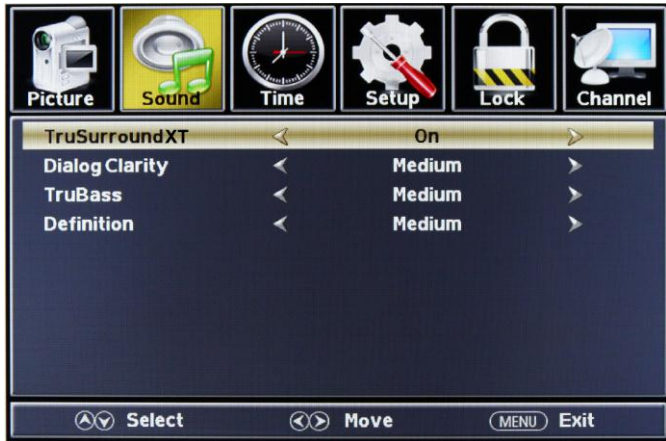 Picture Sound Time Setup Lock Channel
TruSurroundXT On
Dialog Clarity Medium
TruBass Medium
Definition Medium
Select Move MENU Exit